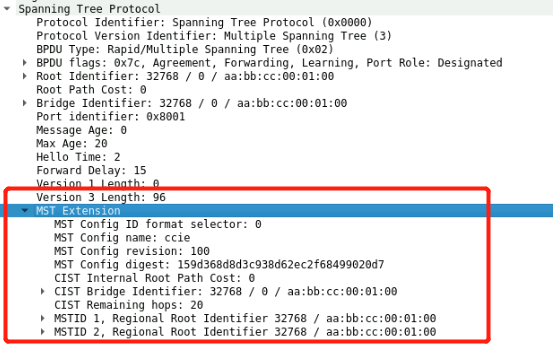 Spanning Tree Protocol
Protocol Identifier: Spanning Tree Protocol (0x0000)
Protocol Version Identifier: Multiple Spanning Tree (3)
BPDU Type: Rapid/Multiple Spanning Tree (0x02)
BPDU flags: 0x7c, Agreement, Forwarding, Learning, Port Role: Designated
Root Identifier: 32768 / 0 / aa:bb:cc:00:01:00
Root Path Cost: 0
Bridge Identifier: 32768 / 0 / aa:bb:cc:00:01:00
Port identifier: 0x8001
Message Age: 0
Max Age: 20
Hello Time: 2
Forward Delay: 15
Version 1 Length: 0
Version 3 Length: 96
MST Extension
MST Config ID format selector: 0
MST Config name: ccie
MST Config revision: 100
MST Config digest: 159d368d8d3c938d62ec2f68499020d7
CIST Internal Root Path Cost: 0
CIST Bridge Identifier: 32768 / 0 / aa:bb:cc:00:01:00
CIST Remaining hops: 20
MSTID 1, Regional Root Identifier 32768 / aa:bb:cc:00:01:00
MSTID 2, Regional Root Identifier 32768 / aa:bb:cc:00:01:00